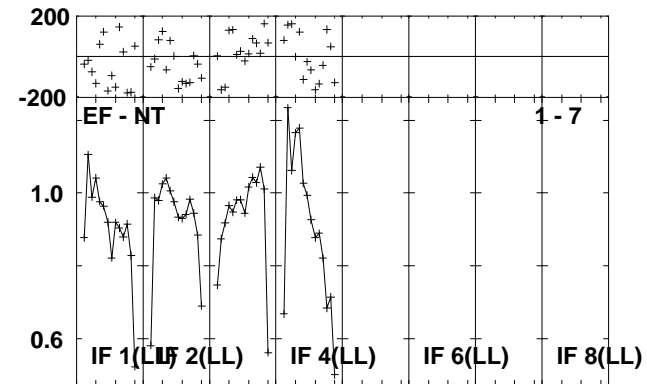 200
-200
EF - NT 1 - 7
1.0
0.6
IF 1(LL) IF 2(LL) IF 4(LL) IF 6(LL) IF 8(LL)